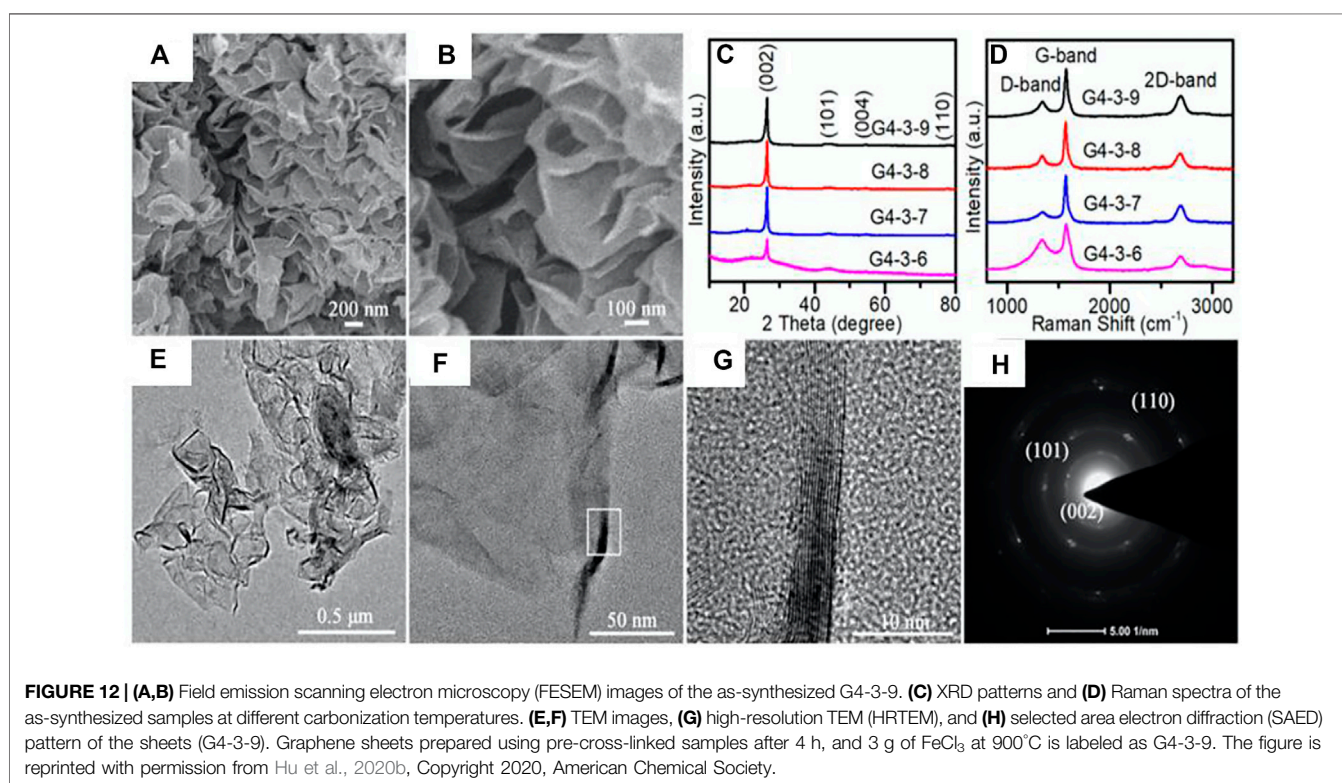 A
200 nm
B
100 nm
C
Intensity (a.u.)
(002)
(101)
(004)
(110)
G4-3-9
G4-3-8
G4-3-7
G4-3-6
20 40 60 80
2 Theta (degree)
D
Intensity (a.u.)
G-band
D-band
2D-band
G4-3-9
G4-3-8
G4-3-7
G4-3-6
1000 2000 3000
Raman Shift (cm⁻¹)
E
0.5 µm
F
50 nm
G
10 nm
H
(110)
(101)
(002)
5.00 1/nm
FIGURE 12 | (A,B) Field emission scanning electron microscopy (FESEM) images of the as-synthesized G4-3-9. (C) XRD patterns and (D) Raman spectra of the
as-synthesized samples at different carbonization temperatures. (E,F) TEM images, (G) high-resolution TEM (HRTEM), and (H) selected area electron diffraction (SAED)
pattern of the sheets (G4-3-9). Graphene sheets prepared using pre-cross-linked samples after 4 h, and 3 g of FeCl₃ at 900°C is labeled as G4-3-9. The figure is
reprinted with permission from Hu et al., 2020b, Copyright 2020, American Chemical Society.